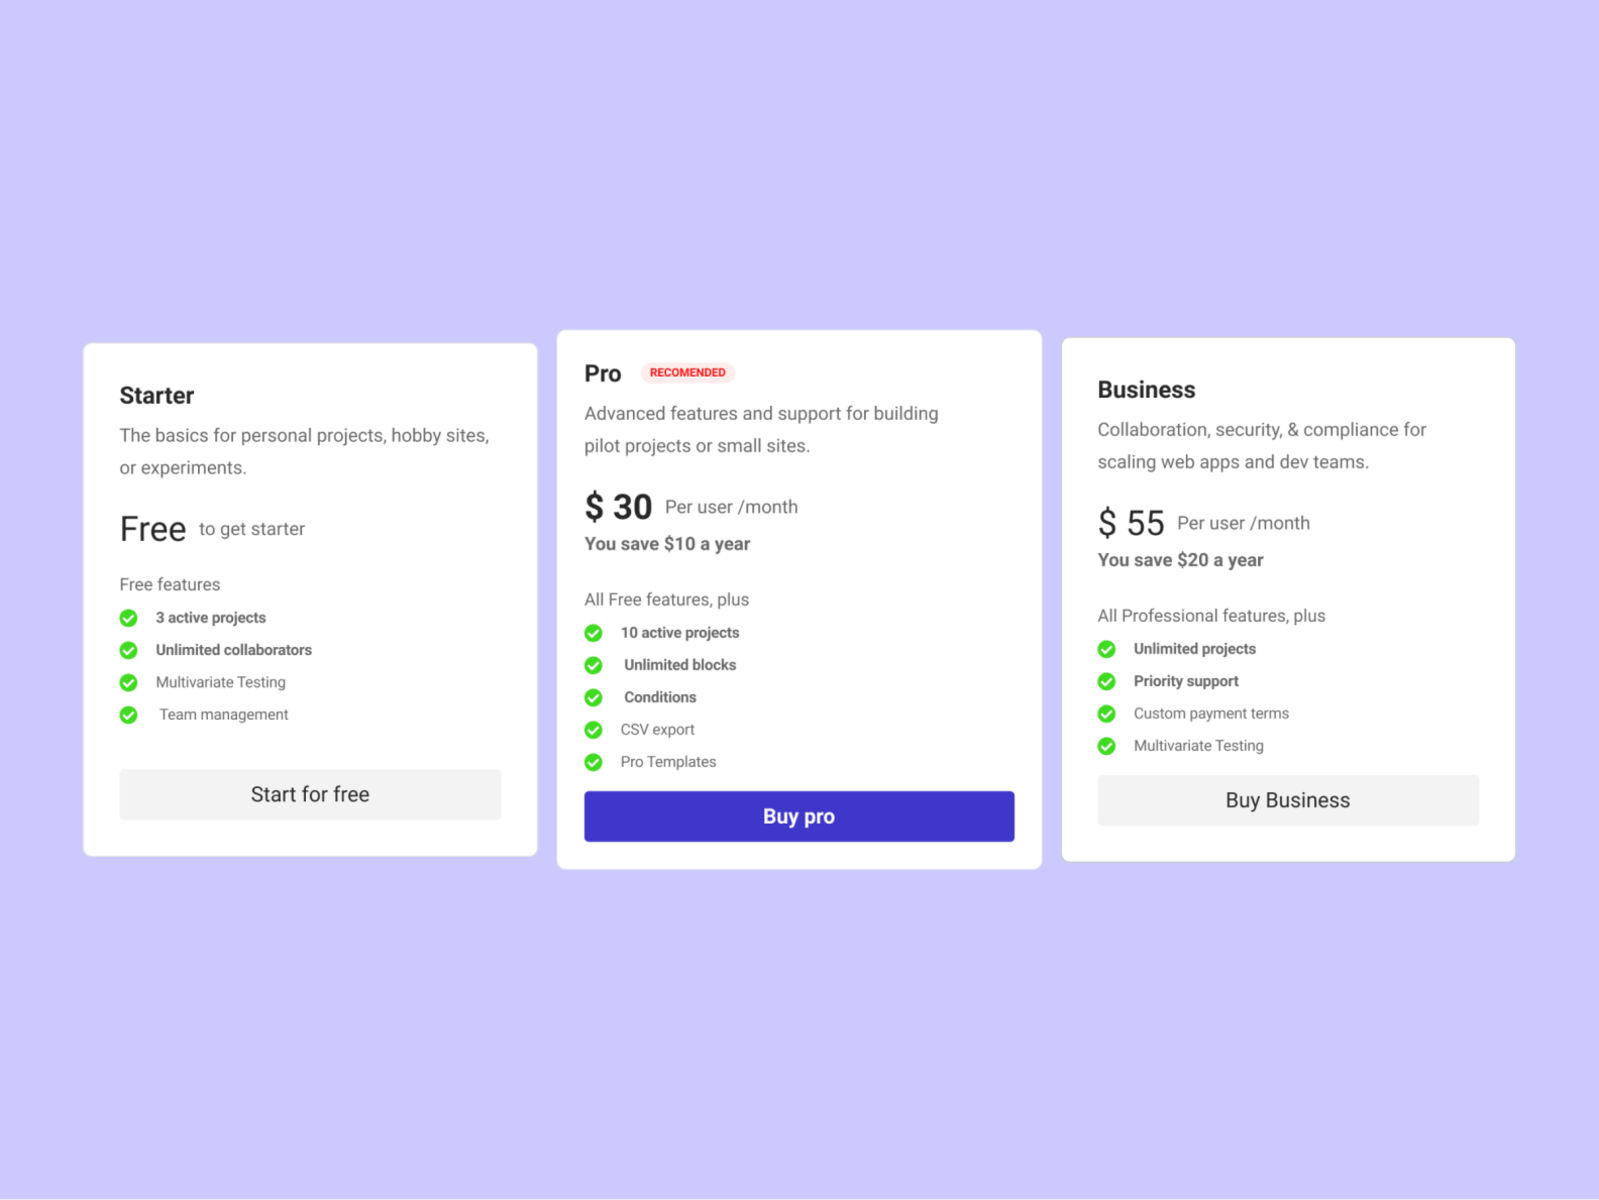 Starter
The basics for personal projects, hobby sites,
or experiments.
Free to get starter
Free features
3 active projects
Unlimited collaborators
Multivariate Testing
Team management
Start for free
Pro RECOMENDED
Advanced features and support for building
pilot projects or small sites.
$ 30 Per user /month
You save $10 a year
All Free features, plus
10 active projects
Unlimited blocks
Conditions
CSV export
Pro Templates
Buy pro
Business
Collaboration, security, & compliance for
scaling web apps and dev teams.
$ 55 Per user /month
You save $20 a year
All Professional features, plus
Unlimited projects
Priority support
Custom payment terms
Multivariate Testing
Buy Business